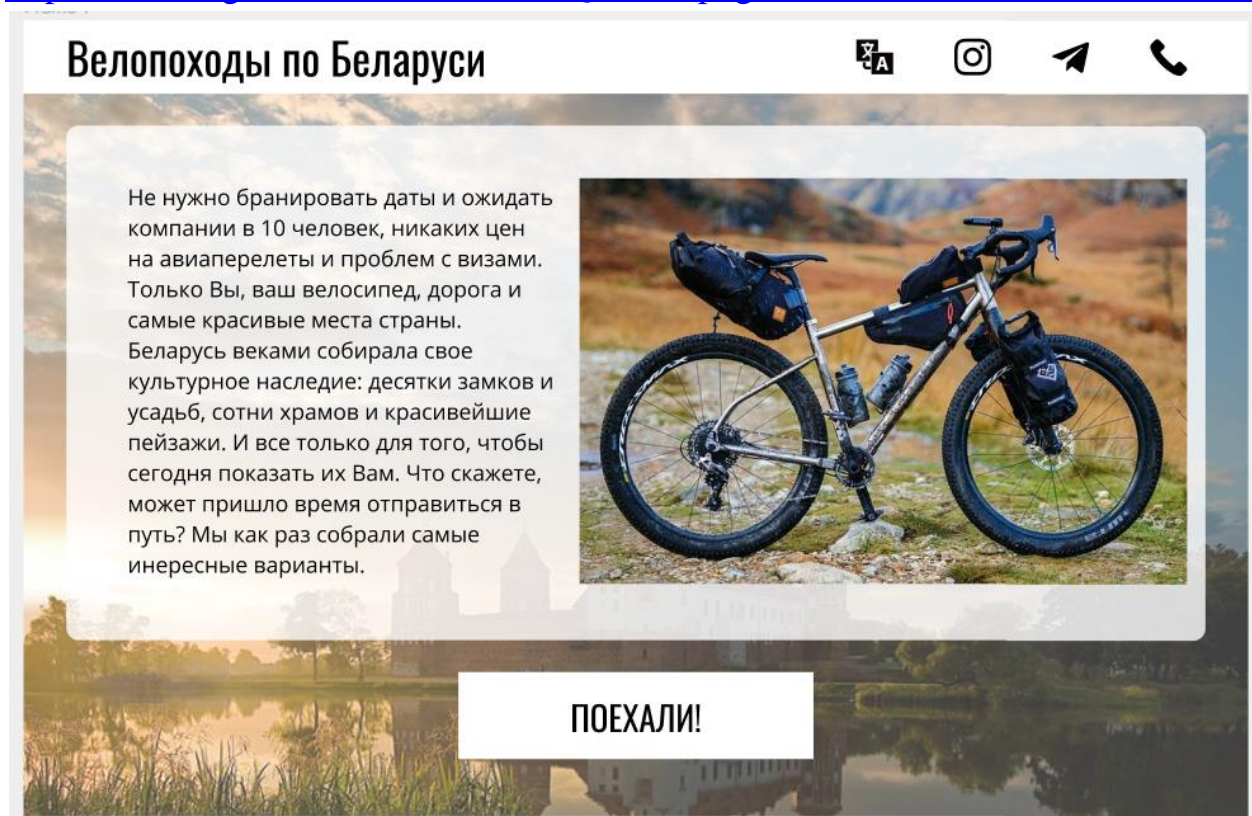 Велопоходы по Беларуси
Не нужно бранировать даты и ожидать
компании в 10 человек, никаких цен
на авиаперелеты и проблем с визами.
Только Вы, ваш велосипед, дорога и
самые красивые места страны.
Беларусь веками собирала свое
культурное наследие: десятки замков и
усадьб, сотни храмов и красивейшие
пейзажи. И все только для того, чтобы
сегодня показать их Вам. Что скажете,
может пришло время отправиться в
путь? Мы как раз собрали самые
инересные варианты.
ПОЕХАЛИ!